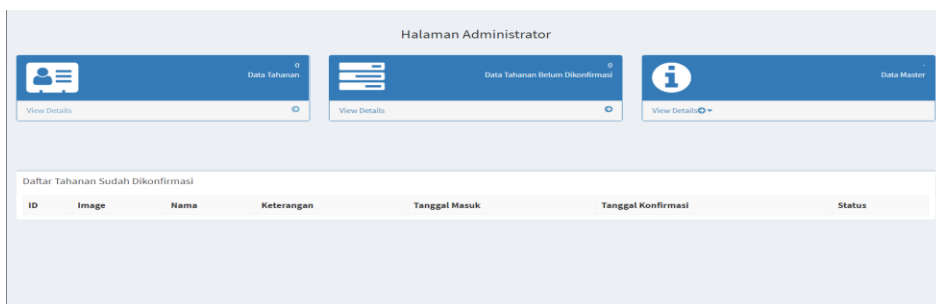 Halaman Administrator
0
Data Tahanan
View Details
0
Data Tahanan Belum Dikonfirmasi
View Details
-
Data Master
View Details
Daftar Tahanan Sudah Dikonfirmasi
ID Image Nama Keterangan Tanggal Masuk Tanggal Konfirmasi Status